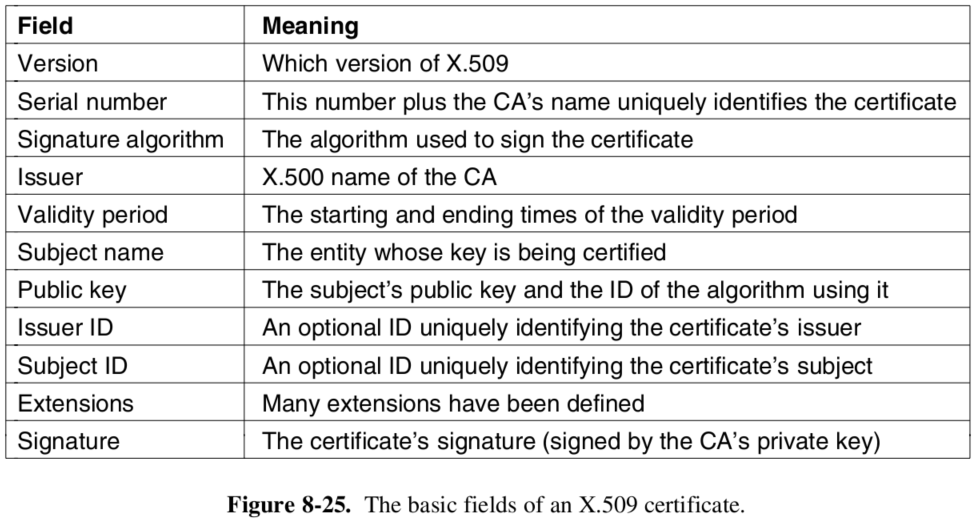 Field Meaning
Version Which version of X.509
Serial number This number plus the CA's name uniquely identifies the certificate
Signature algorithm The algorithm used to sign the certificate
Issuer X.500 name of the CA
Validity period The starting and ending times of the validity period
Subject name The entity whose key is being certified
Public key The subject's public key and the ID of the algorithm using it
Issuer ID An optional ID uniquely identifying the certificate's issuer
Subject ID An optional ID uniquely identifying the certificate's subject
Extensions Many extensions have been defined
Signature The certificate's signature (signed by the CA's private key)
Figure 8-25. The basic fields of an X.509 certificate.